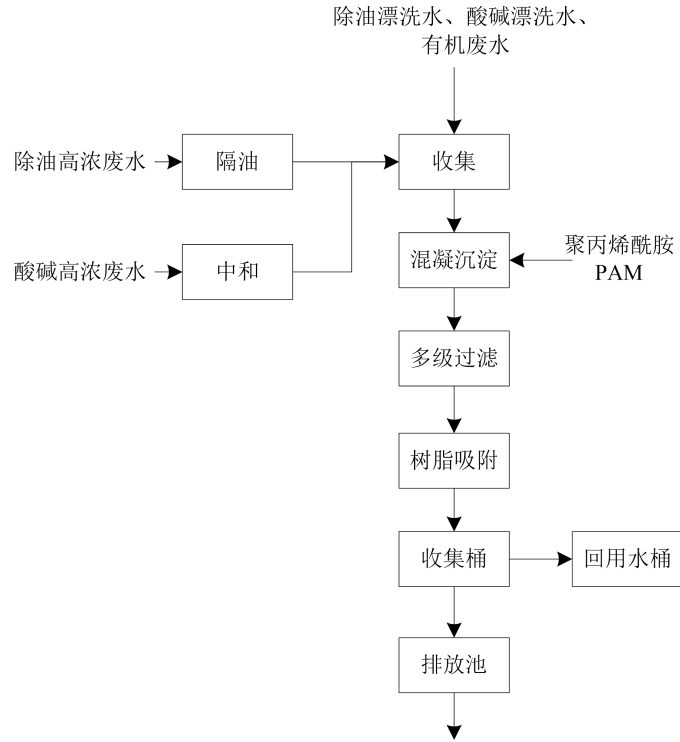 除油漂洗水、酸碱漂洗水、
有机废水
除油高浓废水
隔油
收集
酸碱高浓废水
中和
混凝沉淀
聚丙烯酰胺
PAM
多级过滤
树脂吸附
收集桶
回用水桶
排放池